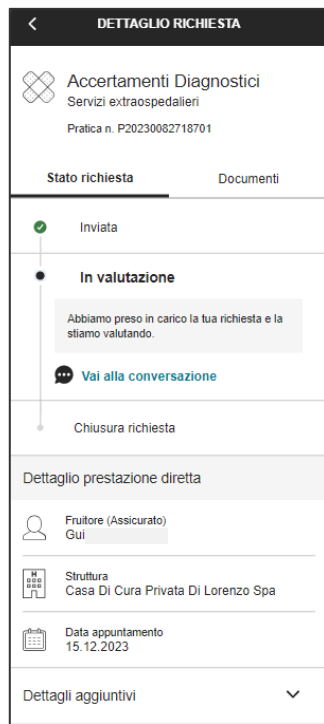 DETTAGLIO RICHIESTA
Accertamenti Diagnostici
Servizi extraospedalieri
Pratica n. P20230082718701
Stato richiesta
Documenti
Inviata
In valutazione
Abbiamo preso in carico la tua richiesta e la
stiamo valutando.
Vai alla conversazione
Chiusura richiesta
Dettaglio prestazione diretta
Fruitore (Assicurato)
Gui
Struttura
Casa Di Cura Privata Di Lorenzo Spa
Data appuntamento
15.12.2023
Dettagli aggiuntivi